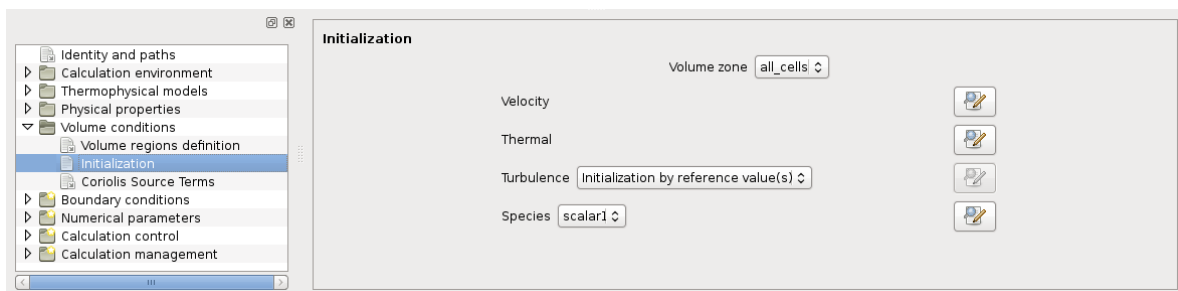 Identity and paths
Calculation environment
Thermophysical models
Physical properties
Volume conditions
Volume regions definition
Initialization
Coriolis Source Terms
Boundary conditions
Numerical parameters
Calculation control
Calculation management
Initialization
Volume zone all_cells
Velocity
Thermal
Turbulence Initialization by reference value(s)
Species scalar1